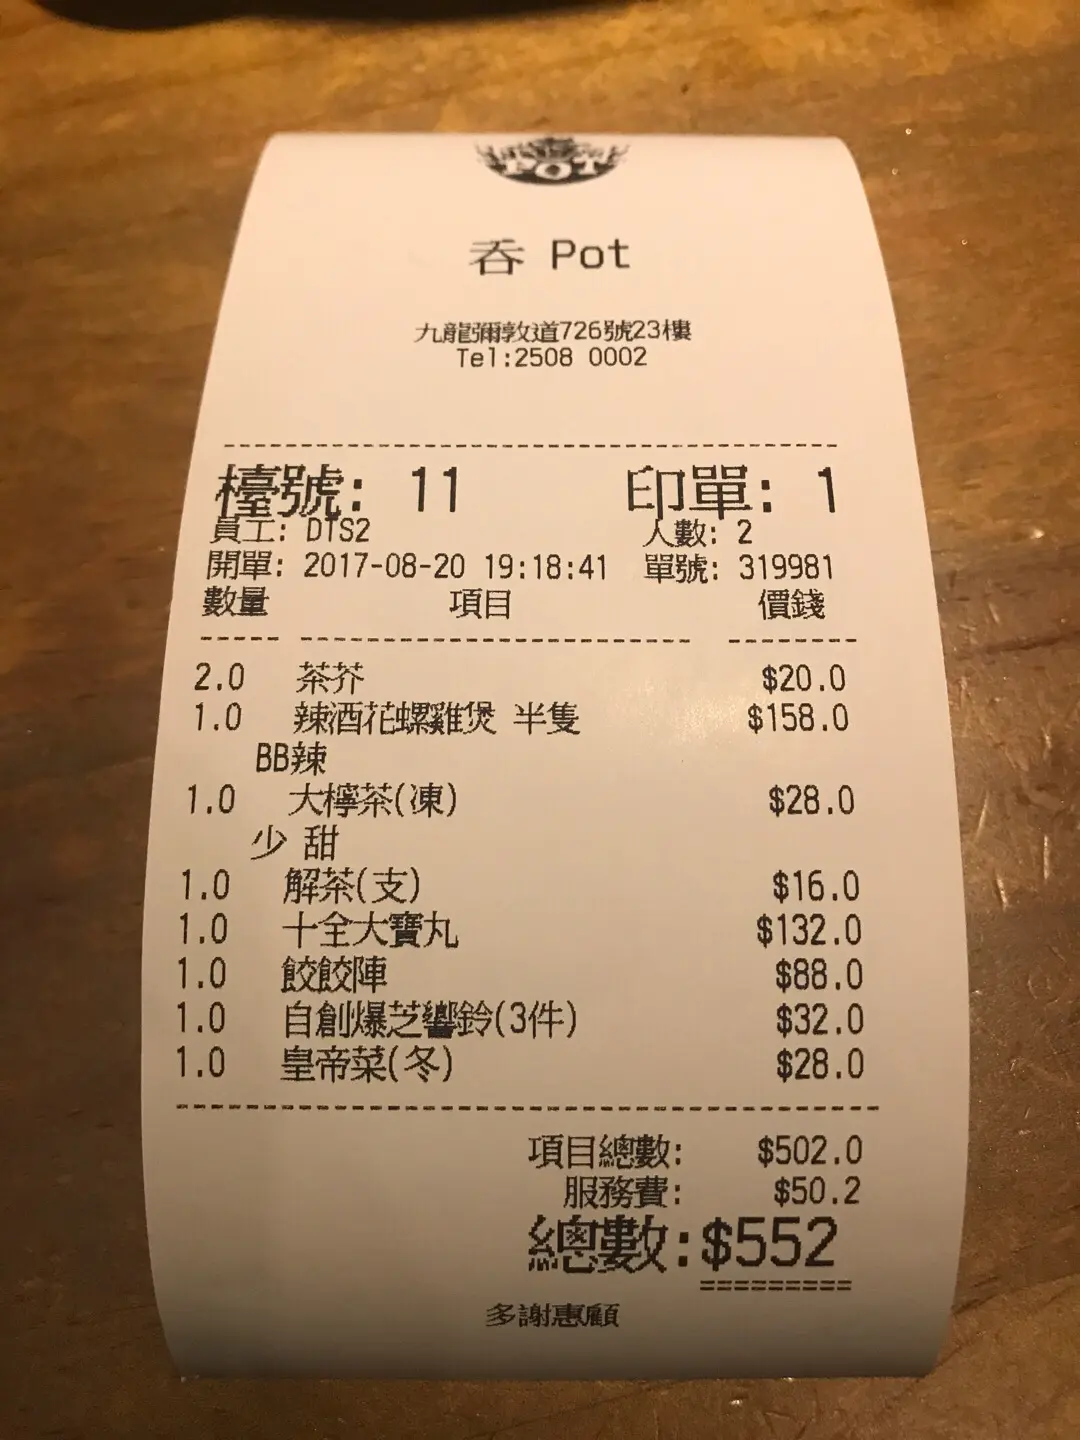 POT
吞 Pot
九龍彌敦道726號23樓
Tel:2508 0002
檯號: 11 印單: 1
員工: DTS2 人數: 2
開單: 2017-08-20 19:18:41 單號: 319981
數量 項目 價錢
2.0 茶芥 $20.0
1.0 辣酒花螺雞煲 半隻 $158.0
BB辣
1.0 大檸茶(凍) $28.0
少 甜
1.0 解茶(支) $16.0
1.0 十全大寶丸 $132.0
1.0 餃餃陣 $88.0
1.0 自創爆芝響鈴(3件) $32.0
1.0 皇帝菜(冬) $28.0
項目總數: $502.0
服務費: $50.2
總數:$552
多謝惠顧